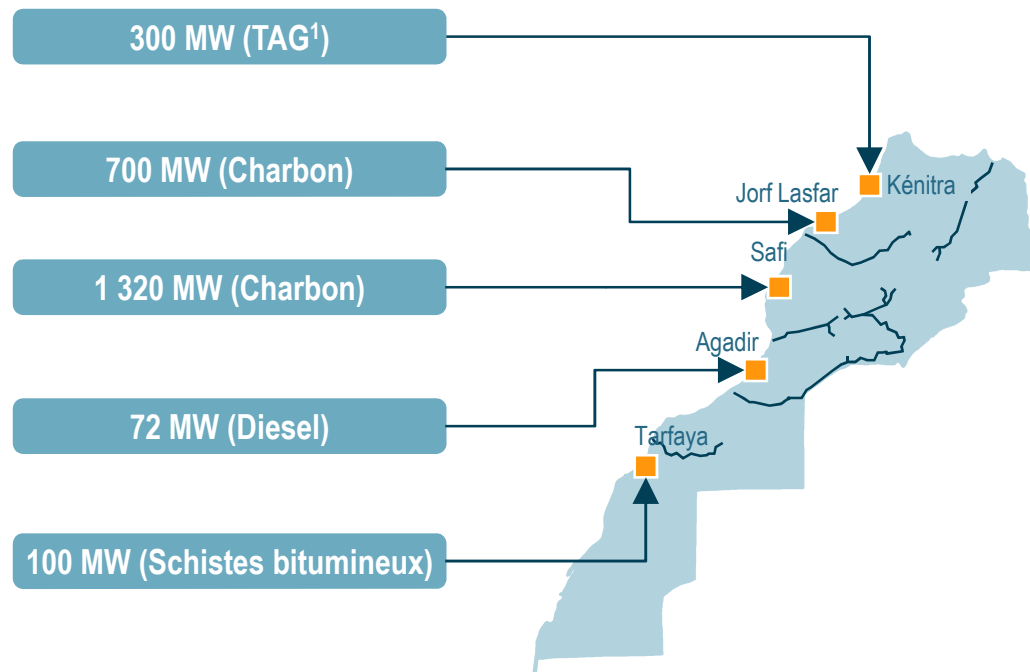 300 MW (TAG¹)
700 MW (Charbon)
Jorf Lasfar
Kénitra
Safi
1 320 MW (Charbon)
Agadir
72 MW (Diesel)
Tarfaya
100 MW (Schistes bitumineux)